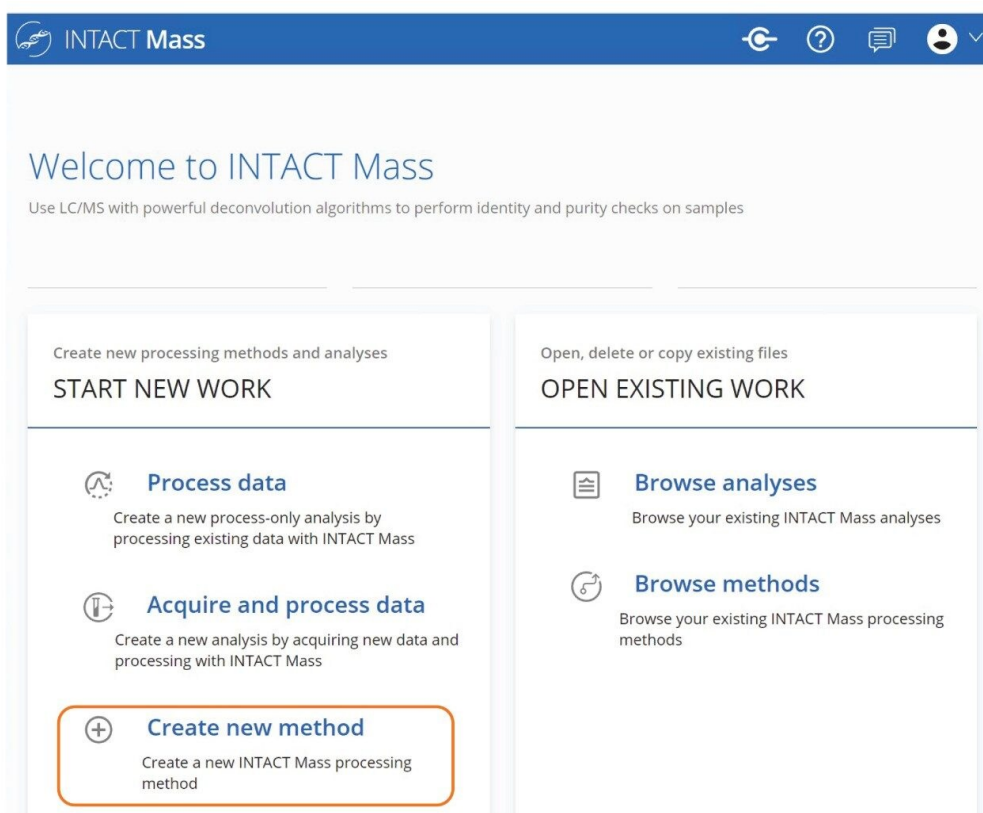 INTACT Mass
Welcome to INTACT Mass
Use LC/MS with powerful deconvolution algorithms to perform identity and purity checks on samples
Create new processing methods and analyses
START NEW WORK
Process data
Create a new process-only analysis by
processing existing data with INTACT Mass
Acquire and process data
Create a new analysis by acquiring new data and
processing with INTACT Mass
Create new method
Create a new INTACT Mass processing
method
Open, delete or copy existing files
OPEN EXISTING WORK
Browse analyses
Browse your existing INTACT Mass analyses
Browse methods
Browse your existing INTACT Mass processing
methods